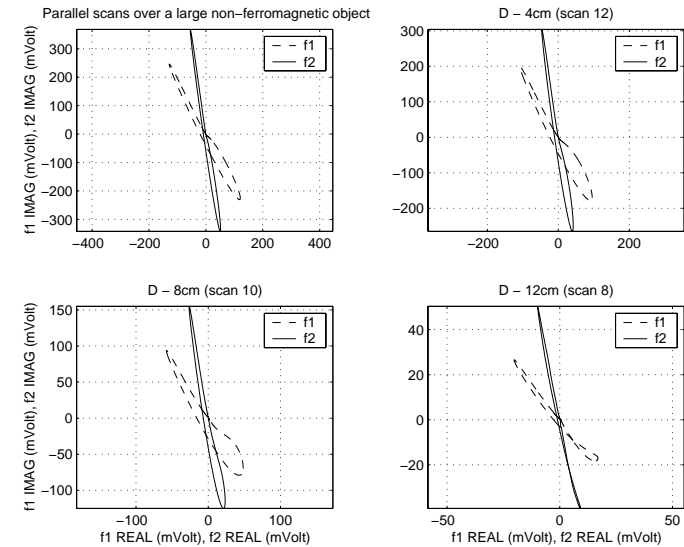 Parallel scans over a large non−ferromagnetic object
f1 IMAG (mVolt), f2 IMAG (mVolt)
300
200
100
0
−100
−200
−300
−400 −200 0 200 400
f1
f2
D − 4cm (scan 12)
300
200
100
0
−100
−200
−200 0 200
f1
f2
D − 8cm (scan 10)
f1 IMAG (mVolt), f2 IMAG (mVolt)
150
100
50
0
−50
−100
−100 0 100
f1 REAL (mVolt), f2 REAL (mVolt)
f1
f2
D − 12cm (scan 8)
40
20
0
−20
−50 0 50
f1 REAL (mVolt), f2 REAL (mVolt)
f1
f2